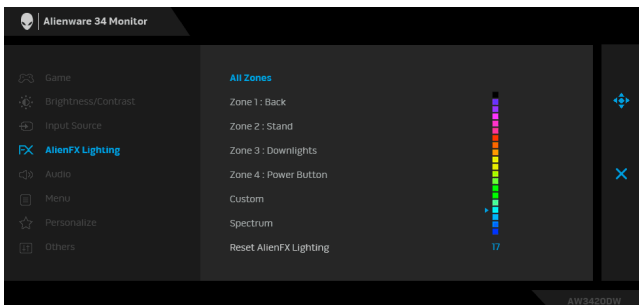 Alienware 34 Monitor
Game
Brightness/Contrast
Input Source
FX AlienFX Lighting
Audio
Menu
Personalize
Others
All Zones
Zone 1 : Back
Zone 2 : Stand
Zone 3 : Downlights
Zone 4 : Power Button
Custom
Spectrum
Reset AlienFX Lighting
17
AW3420DW